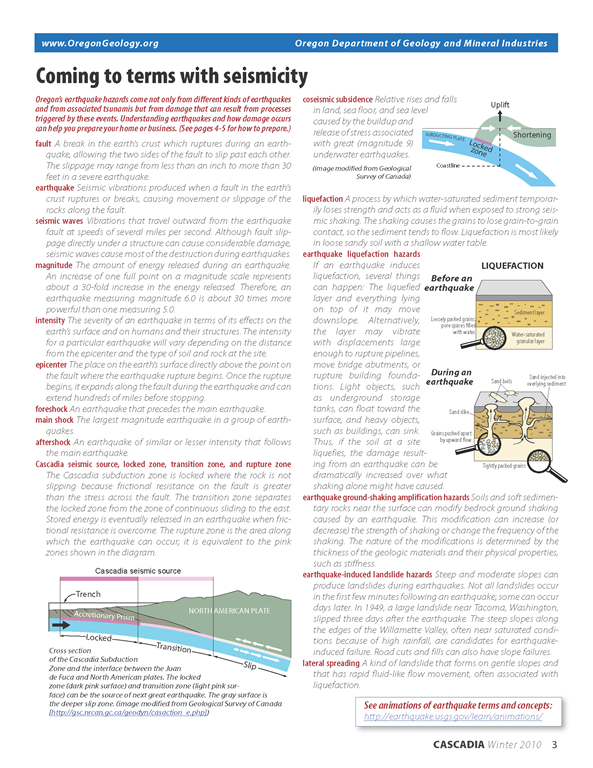 www.OregonGeology.org
Oregon Department of Geology and Mineral Industries
Coming to terms with seismicity
Oregon's earthquake hazards come not only from different kinds of earthquakes
and from associated tsunamis but from damage that can result from processes
triggered by these events. Understanding earthquakes and how damage occurs
can help you prepare your home or business. (See pages 4-5 for how to prepare.)
fault A break in the earth's crust which ruptures during an earth-
quake, allowing the two sides of the fault to slip past each other.
The slippage may range from less than an inch to more than 30
feet in a severe earthquake.
earthquake Seismic vibrations produced when a fault in the earth's
crust ruptures or breaks, causing movement or slippage of the
rocks along the fault.
seismic waves Vibrations that travel outward from the earthquake
fault at speeds of several miles per second. Although fault slip-
page directly under a structure can cause considerable damage,
seismic waves cause most of the destruction during earthquakes.
magnitude The amount of energy released during an earthquake.
An increase of one full point on a magnitude scale represents
about a 30-fold increase in the energy released. Therefore, an
earthquake measuring magnitude 6.0 is about 30 times more
powerful than one measuring 5.0.
intensity The severity of an earthquake in terms of its effects on the
earth's surface and on humans and their structures. The intensity
for a particular earthquake will vary depending on the distance
from the epicenter and the type of soil and rock at the site.
epicenter The place on the earth's surface directly above the point on
the fault where the earthquake rupture begins. Once the rupture
begins, it expands along the fault during the earthquake and can
extend hundreds of miles before stopping.
foreshock An earthquake that precedes the main earthquake.
main shock The largest magnitude earthquake in a group of earth-
quakes.
aftershock An earthquake of similar or lesser intensity that follows
the main earthquake.
Cascadia seismic source, locked zone, transition zone, and rupture zone
The Cascadia subduction zone is locked where the rock is not
slipping because frictional resistance on the fault is greater
than the stress across the fault. The transition zone separates
the locked zone from the zone of continuous sliding to the east.
Stored energy is eventually released in an earthquake when fric-
tional resistance is overcome. The rupture zone is the area along
which the earthquake can occur; it is equivalent to the pink
zones shown in the diagram.
Cascadia seismic source
Trench
Accretionary Prism
NORTH AMERICAN PLATE
Locked
Transition
Slip
Cross section
of the Cascadia Subduction
Zone and the interface between the Juan
de Fuca and North American plates. The locked
zone (dark pink surface) and transition zone (light pink sur-
face) can be the source of next great earthquake. The gray surface is
the deeper slip zone. (image modified from Geological Survey of Canada
[http://gsc.nrcan.gc.ca/geodyn/casaction_e.php])
coseismic subsidence Relative rises and falls
in land, sea floor, and sea level
caused by the buildup and
release of stress associated
with great (magnitude 9)
underwater earthquakes.
(image modified from Geological
Survey of Canada)
Uplift
SUBDUCTING PLATE
Locked
zone
Shortening
Coastline
liquefaction A process by which water-saturated sediment temporar-
ily loses strength and acts as a fluid when exposed to strong seis-
mic shaking. The shaking causes the grains to lose grain-to-grain
contact, so the sediment tends to flow. Liquefaction is most likely
in loose sandy soil with a shallow water table.
earthquake liquefaction hazards
If an earthquake induces
liquefaction, several things
can happen: The liquefied
layer and everything lying
on top of it may move
downslope. Alternatively,
the layer may vibrate
with displacements large
enough to rupture pipelines,
move bridge abutments, or
rupture building founda-
tions. Light objects, such
as underground storage
tanks, can float toward the
surface, and heavy objects,
such as buildings, can sink.
Thus, if the soil at a site
liquefies, the damage result-
ing from an earthquake can be
dramatically increased over what
shaking alone might have caused.
LIQUEFACTION
Before an
earthquake
Sediment layer
Loosely packed grains
pore spaces filled
with water
Water-saturated
granular layer
During an
earthquake
Sand boils
Sand injected into
overlying sediment
Sand dike
Grains pushed apart
by upward flow
Tightly packed grains
earthquake ground-shaking amplification hazards Soils and soft sedimen-
tary rocks near the surface can modify bedrock ground shaking
caused by an earthquake. This modification can increase (or
decrease) the strength of shaking or change the frequency of the
shaking. The nature of the modifications is determined by the
thickness of the geologic materials and their physical properties,
such as stiffness.
earthquake-induced landslide hazards Steep and moderate slopes can
produce landslides during earthquakes. Not all landslides occur
in the first few minutes following an earthquake; some can occur
days later. In 1949, a large landslide near Tacoma, Washington,
slipped three days after the earthquake. The steep slopes along
the edges of the Willamette Valley, often near saturated condi-
tions because of high rainfall, are candidates for earthquake-
induced failure. Road cuts and fills can also have slope failures.
lateral spreading A kind of landslide that forms on gentle slopes and
that has rapid fluid-like flow movement, often associated with
liquefaction.
See animations of earthquake terms and concepts:
http://earthquake.usgs.gov/learn/animations/
CASCADIA Winter 2010 3